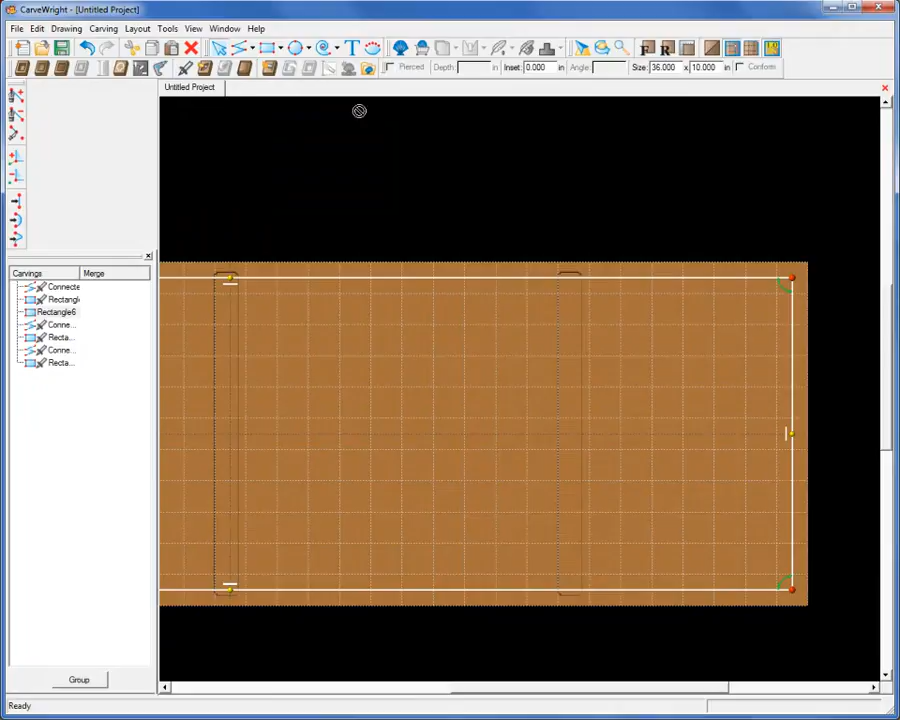 CarveWright - [Untitled Project]
File Edit Drawing Carving Layout Tools View Window Help
Pierced Depth: in Inset: 0.000 in Angle Size: 36.000 x 10.000 Conform
Untitled Project
Carvings Merge
Connecte
Rectangl
Rectangle6
Conne...
Recta...
Conne...
Recta...
Group
Ready